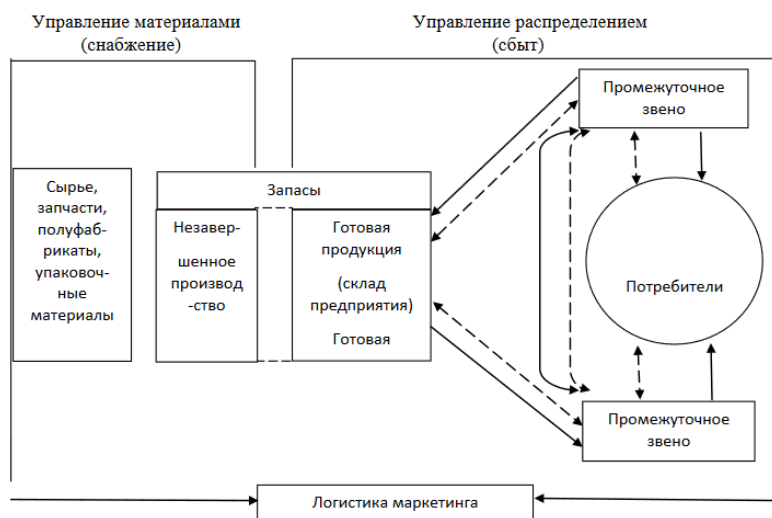 Управление материалами
(снабжение)
Управление распределением
(сбыт)
Промежуточное
звено
Сырье,
запчасти,
полуфаб-
рикаты,
упаковоч-
ные
материалы
Запасы
Незавер-
шенное
производ
-ство
Готовая
продукция
(склад
предприятия)
Готовая
Потребители
Промежуточное
звено
Логистика маркетинга